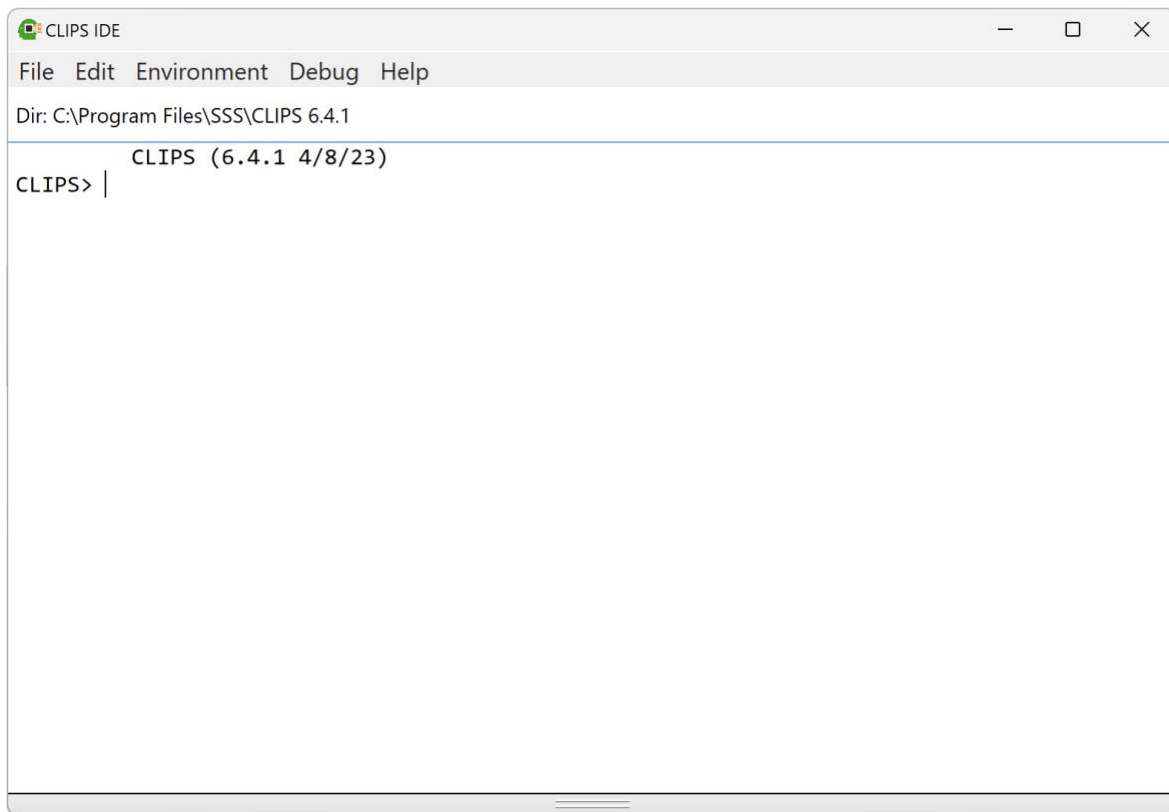 CLIPS IDE
File Edit Environment Debug Help
Dir: C:\Program Files\SSS\CLIPS 6.4.1
CLIPS (6.4.1 4/8/23)
CLIPS>